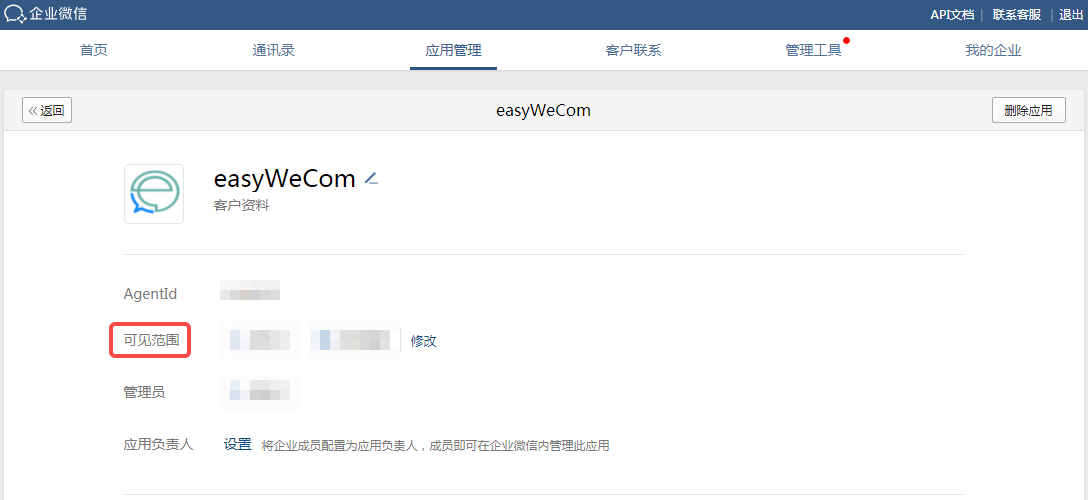 企业微信
API文档 | 联系客服 | 退出
首页 通讯录 应用管理 客户联系 管理工具 我的企业
« 返回 easyWeCom 删除应用
easyWeCom
客户资料
AgentId
可见范围 修改
管理员
应用负责人 设置 将企业成员配置为应用负责人，成员即可在企业微信内管理此应用